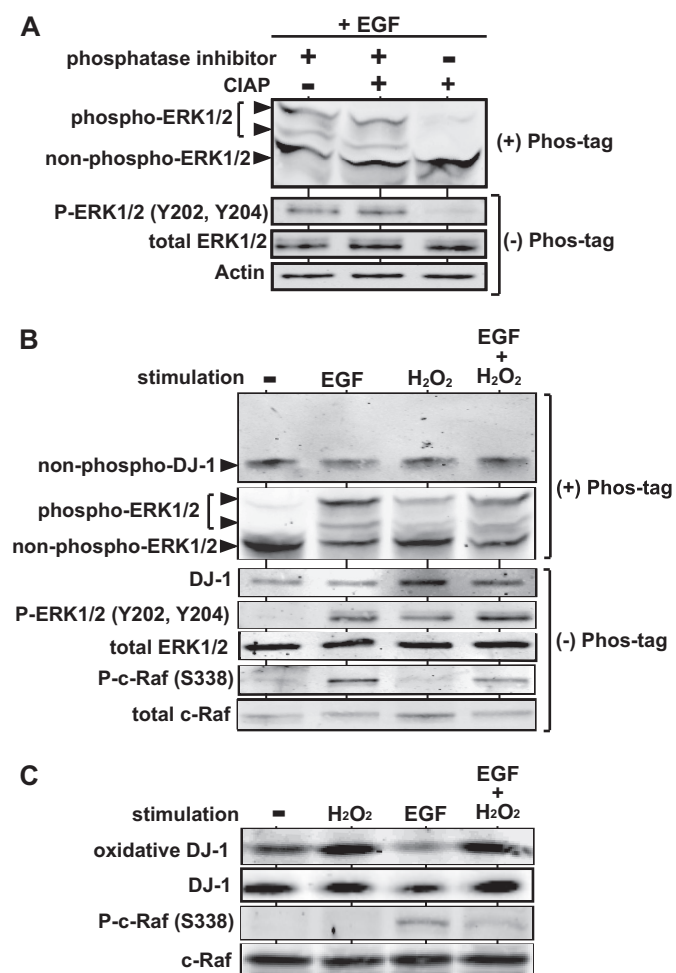 A
+ EGF
phosphatase inhibitor + + -
CIAP - + +
phospho-ERK1/2
non-phospho-ERK1/2
(+) Phos-tag
P-ERK1/2 (Y202, Y204)
total ERK1/2
Actin
(-) Phos-tag
B
stimulation - EGF H₂O₂ EGF + H₂O₂
non-phospho-DJ-1
phospho-ERK1/2
non-phospho-ERK1/2
(+) Phos-tag
DJ-1
P-ERK1/2 (Y202, Y204)
total ERK1/2
P-c-Raf (S338)
total c-Raf
(-) Phos-tag
C
stimulation - H₂O₂ EGF EGF + H₂O₂
oxidative DJ-1
DJ-1
P-c-Raf (S338)
c-Raf